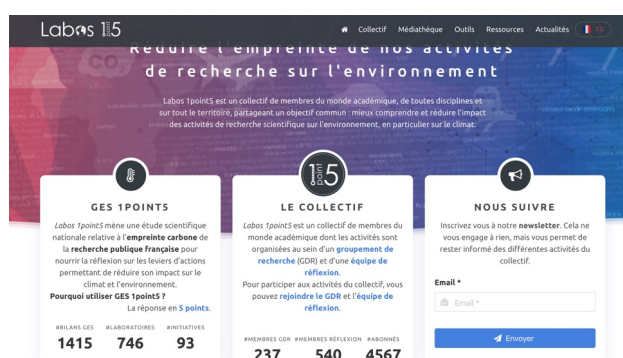 Labos 1point5
Collectif Médiathèque Outils Ressources Actualités
Réduire l'empreinte de nos activités
de recherche sur l'environnement
Labos 1point5 est un collectif de membres du monde académique, de toutes disciplines et
sur tout le territoire, partageant un objectif commun : mieux comprendre et réduire l'impact
des activités de recherche scientifique sur l'environnement, en particulier sur le climat.
GES 1POINT5
Labos 1point5 mène une étude scientifique
nationale relative à l'empreinte carbone de
la recherche publique française pour
nourrir la réflexion sur les leviers d'actions
permettant de réduire son impact sur le
climat et l'environnement.
Pourquoi utiliser GES 1point5 ?
La réponse en 5 points.
#BILANS GES #LABORATOIRES #INITIATIVES
1415 746 93
1point5
LE COLLECTIF
Labos 1point5 est un collectif de membres du
monde académique dont les activités sont
organisées au sein d'un groupement de
recherche (GDR) et d'une équipe de
réflexion.
Pour participer aux activités du collectif, vous
pouvez rejoindre le GDR et l'équipe de
réflexion.
#MEMBRES GDR #MEMBRES RÉFLEXION #ABONNÉS
237 540 4567
NOUS SUIVRE
Inscrivez vous à notre newsletter. Cela ne
vous engage à rien, mais vous permet de
rester informé des différentes activités du
collectif.
Email *
Email *
Envoyer